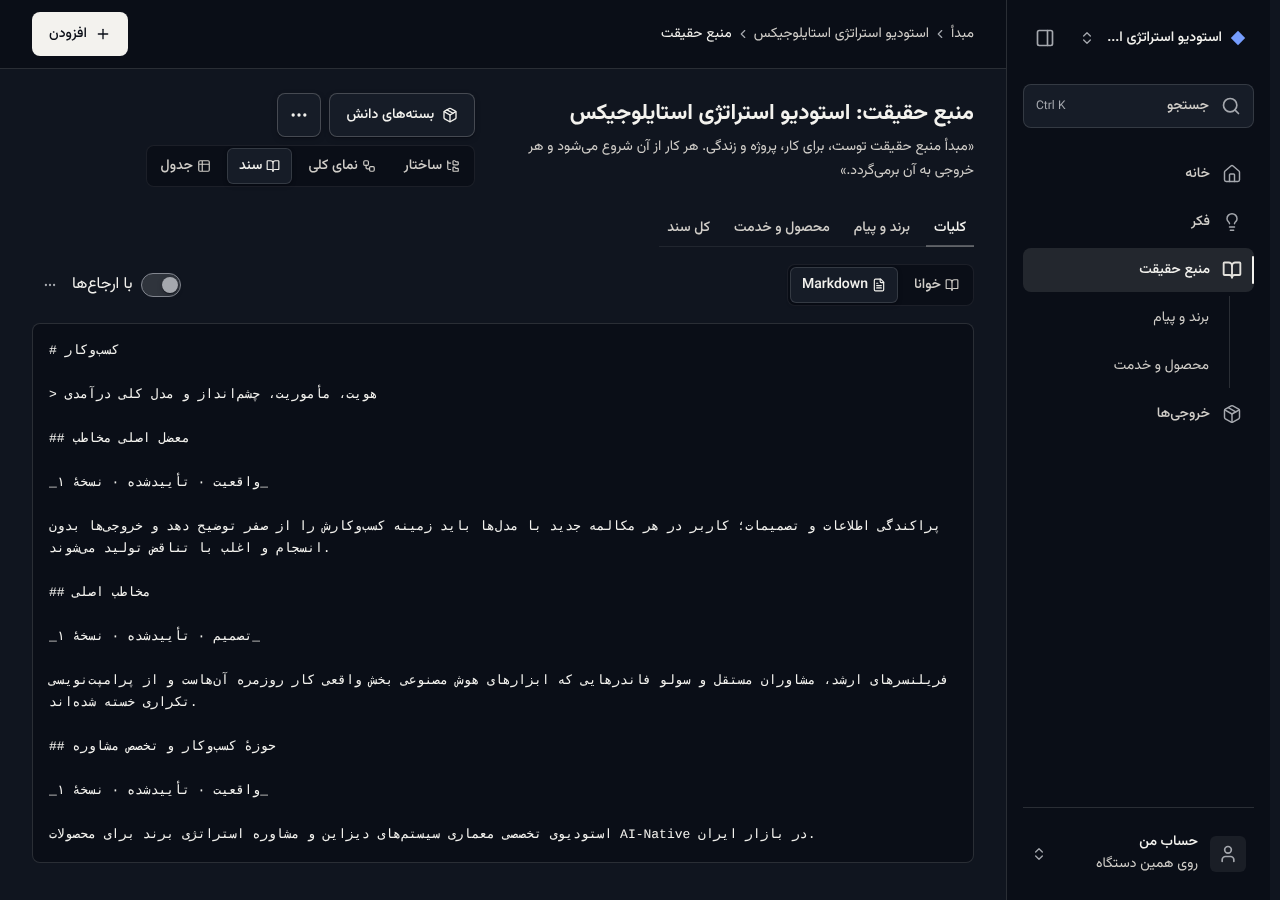 استودیو استراتژی ا...
جستجو
Ctrl K
خانه
فکر
منبع حقیقت
برند و پیام
محصول و خدمت
خروجی‌ها
حساب من
روی همین دستگاه
مبدأ › استودیو استراتژی استایلوجیکس › منبع حقیقت
افزودن +
منبع حقیقت: استودیو استراتژی استایلوجیکس
«مبدأ منبع حقیقت توست، برای کار، پروژه و زندگی. هر کار از آن شروع می‌شود و هر
خروجی به آن برمی‌گردد.»
بسته‌های دانش
...
ساختار
نمای کلی
سند
جدول
کلیات
برند و پیام
محصول و خدمت
کل سند
خوانا
Markdown
با ارجاع‌ها
...
# کسب‌وکار
> هویت، مأموریت، چشم‌انداز و مدل کلی درآمدی
## معضل اصلی مخاطب
_واقعیت · تأییدشده · نسخهٔ ۱_
پراکندگی اطلاعات و تصمیمات؛ کاربر در هر مکالمه جدید با مدل‌ها باید زمینه کسب‌وکارش را از صفر توضیح دهد و خروجی‌ها بدون
انسجام و اغلب با تناقض تولید می‌شوند.
## مخاطب اصلی
_تصمیم · تأییدشده · نسخهٔ ۱_
فریلنسرهای ارشد، مشاوران مستقل و سولو فاندرهایی که ابزارهای هوش مصنوعی بخش واقعی کار روزمره آن‌هاست و از پرامپت‌نویسی
تکراری خسته شده‌اند.
## حوزهٔ کسب‌وکار و تخصص مشاوره
_واقعیت · تأییدشده · نسخهٔ ۱_
استودیوی تخصصی معماری سیستم‌های دیزاین و مشاوره استراتژی برند برای محصولات AI-Native در بازار ایران.